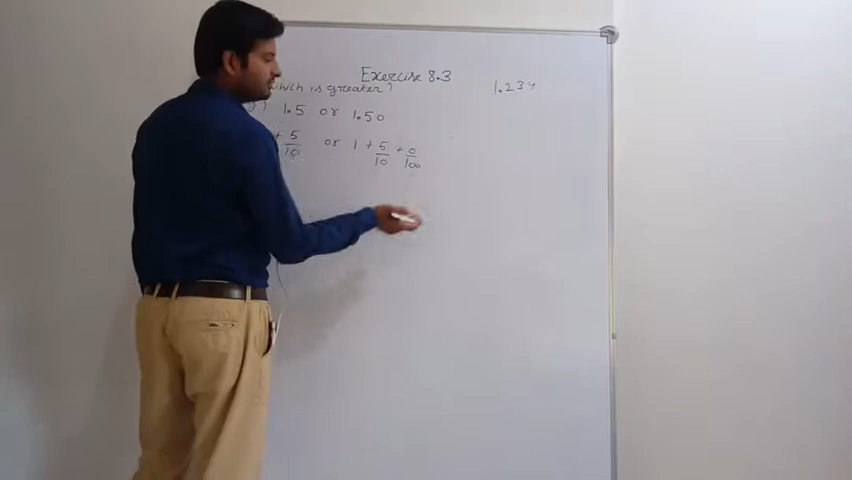 Exercise 8.3
which is greater?
1.234
) 1.5 or 1.50
+ 5/10 or 1 + 5/10 + 0/100